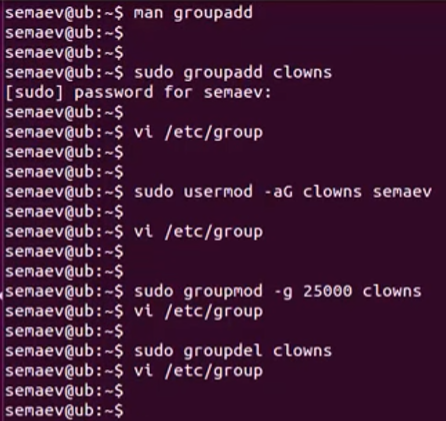 semaev@ub:~$ man groupadd
semaev@ub:~$
semaev@ub:~$
semaev@ub:~$ sudo groupadd clowns
[sudo] password for semaev:
semaev@ub:~$
semaev@ub:~$ vi /etc/group
semaev@ub:~$
semaev@ub:~$
semaev@ub:~$ sudo usermod -aG clowns semaev
semaev@ub:~$
semaev@ub:~$ vi /etc/group
semaev@ub:~$
semaev@ub:~$
semaev@ub:~$ sudo groupmod -g 25000 clowns
semaev@ub:~$ vi /etc/group
semaev@ub:~$
semaev@ub:~$ sudo groupdel clowns
semaev@ub:~$ vi /etc/group
semaev@ub:~$
semaev@ub:~$